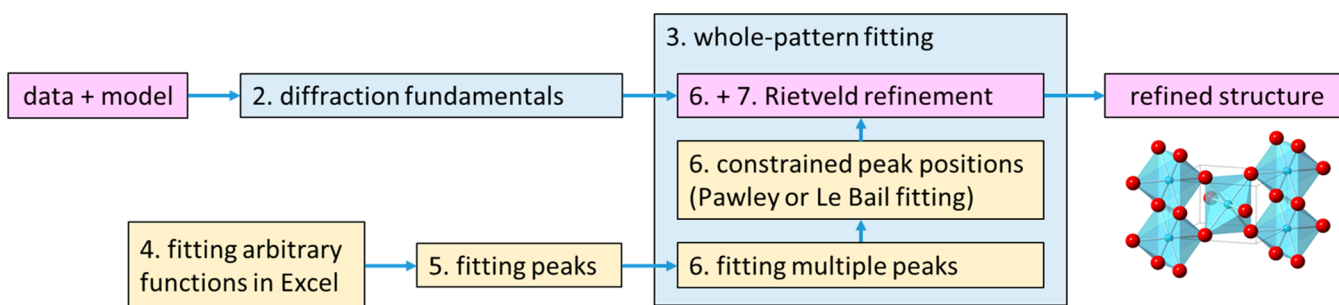 3. whole-pattern fitting
data + model
2. diffraction fundamentals
6. + 7. Rietveld refinement
refined structure
6. constrained peak positions
(Pawley or Le Bail fitting)
4. fitting arbitrary
functions in Excel
5. fitting peaks
6. fitting multiple peaks